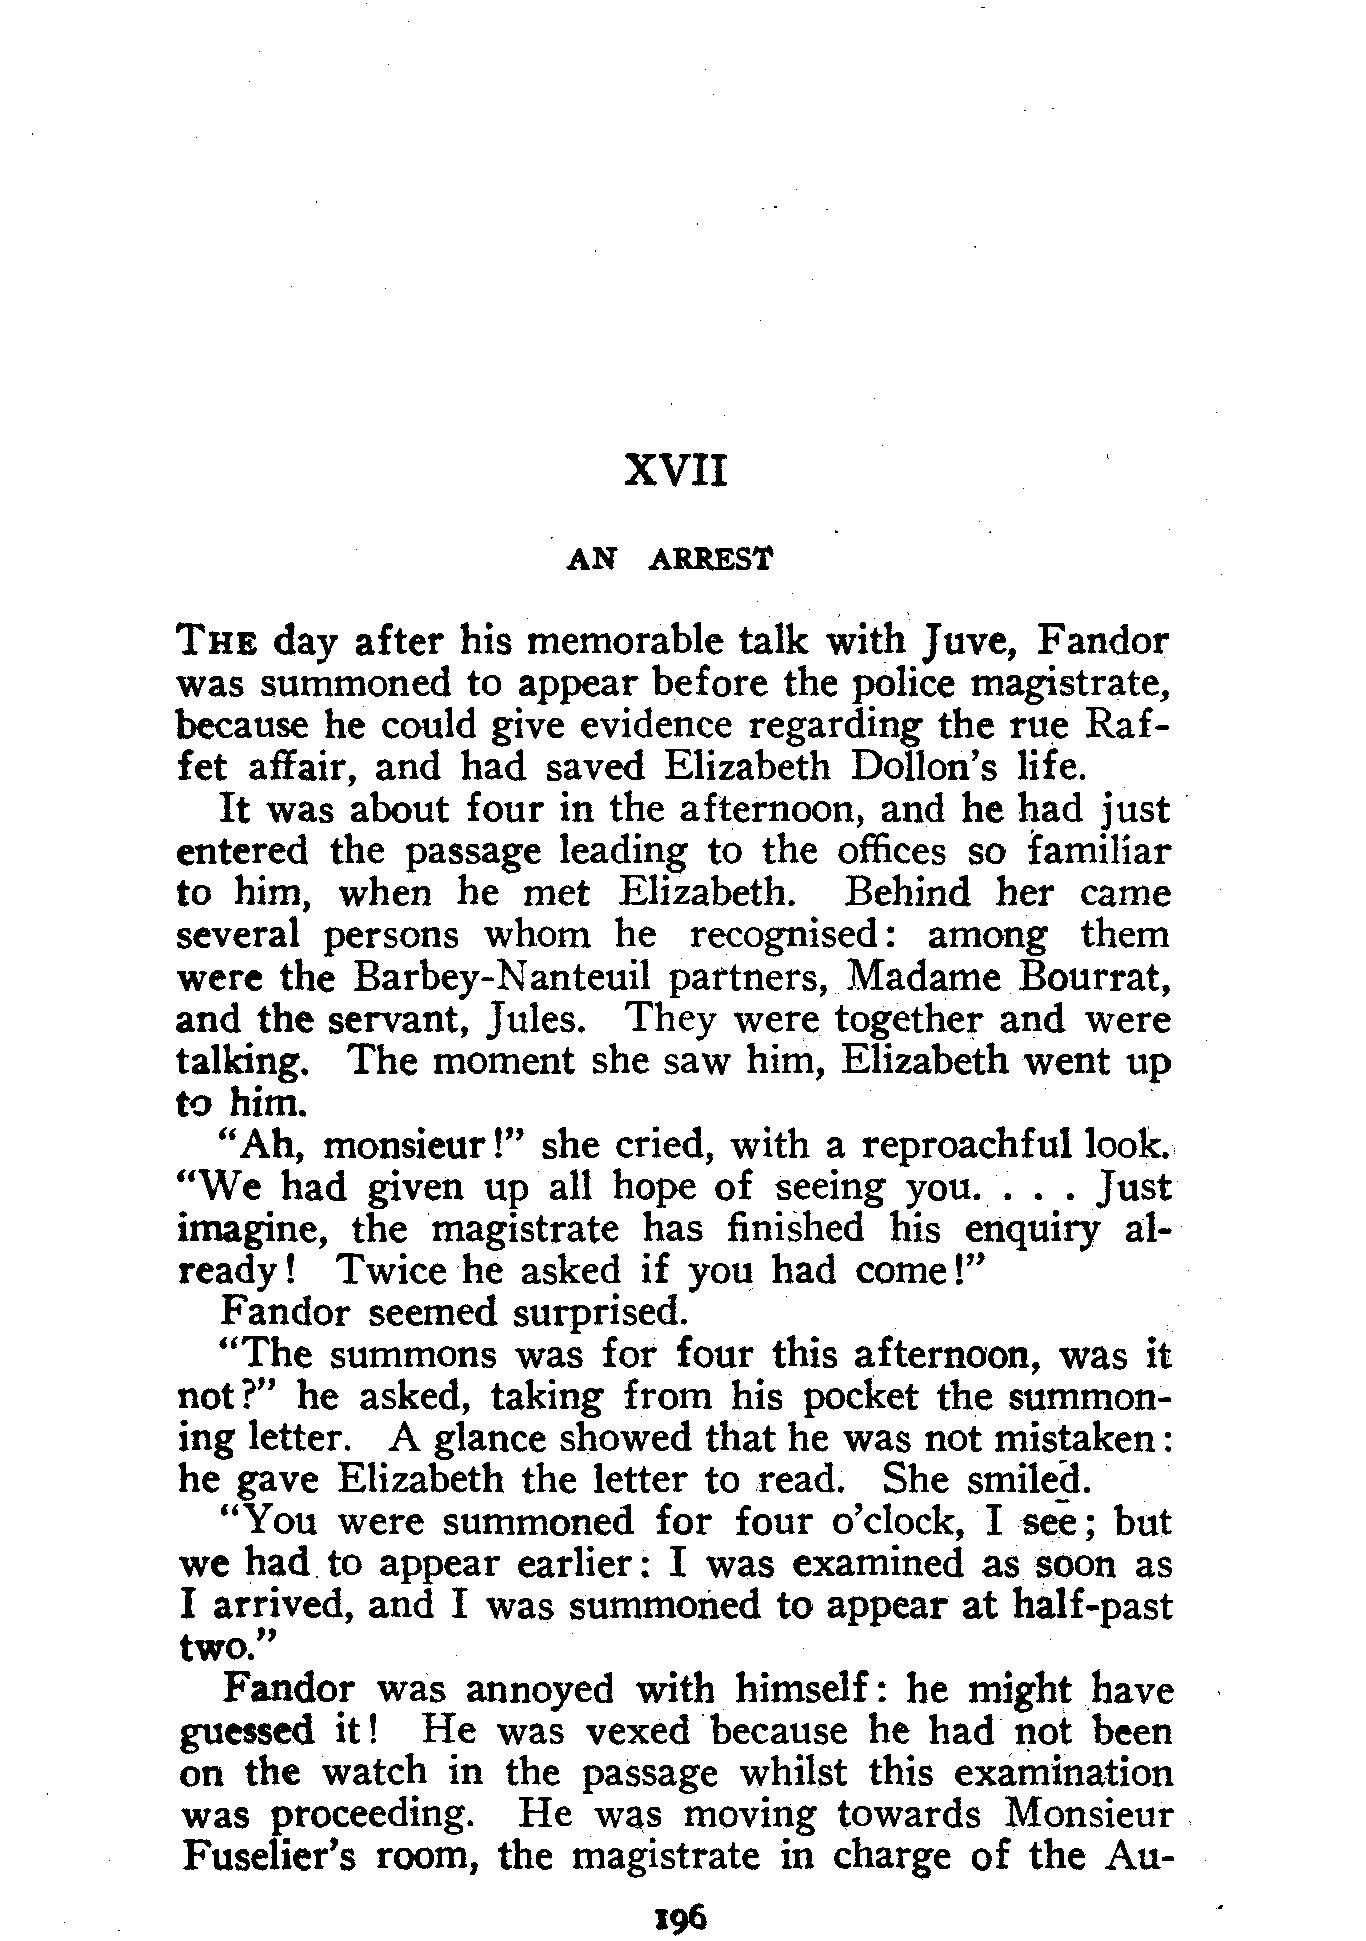 XVII
AN ARREST
THE day after his memorable talk with Juve, Fandor
was summoned to appear before the police magistrate,
because he could give evidence regarding the rue Raf-
fet affair, and had saved Elizabeth Dollon's life.
It was about four in the afternoon, and he had just
entered the passage leading to the offices so familiar
to him, when he met Elizabeth. Behind her came
several persons whom he recognised: among them
were the Barbey-Nanteuil partners, Madame Bourrat,
and the servant, Jules. They were together and were
talking. The moment she saw him, Elizabeth went up
to him.
“Ah, monsieur!” she cried, with a reproachful look.
“We had given up all hope of seeing you. . . . Just
imagine, the magistrate has finished his enquiry al-
ready! Twice he asked if you had come!”
Fandor seemed surprised.
“The summons was for four this afternoon, was it
not?” he asked, taking from his pocket the summon-
ing letter. A glance showed that he was not mistaken:
he gave Elizabeth the letter to read. She smiled.
“You were summoned for four o'clock, I see; but
we had to appear earlier: I was examined as soon as
I arrived, and I was summoned to appear at half-past
two.”
Fandor was annoyed with himself: he might have
guessed it! He was vexed because he had not been
on the watch in the passage whilst this examination
was proceeding. He was moving towards Monsieur
Fuselier's room, the magistrate in charge of the Au-
196